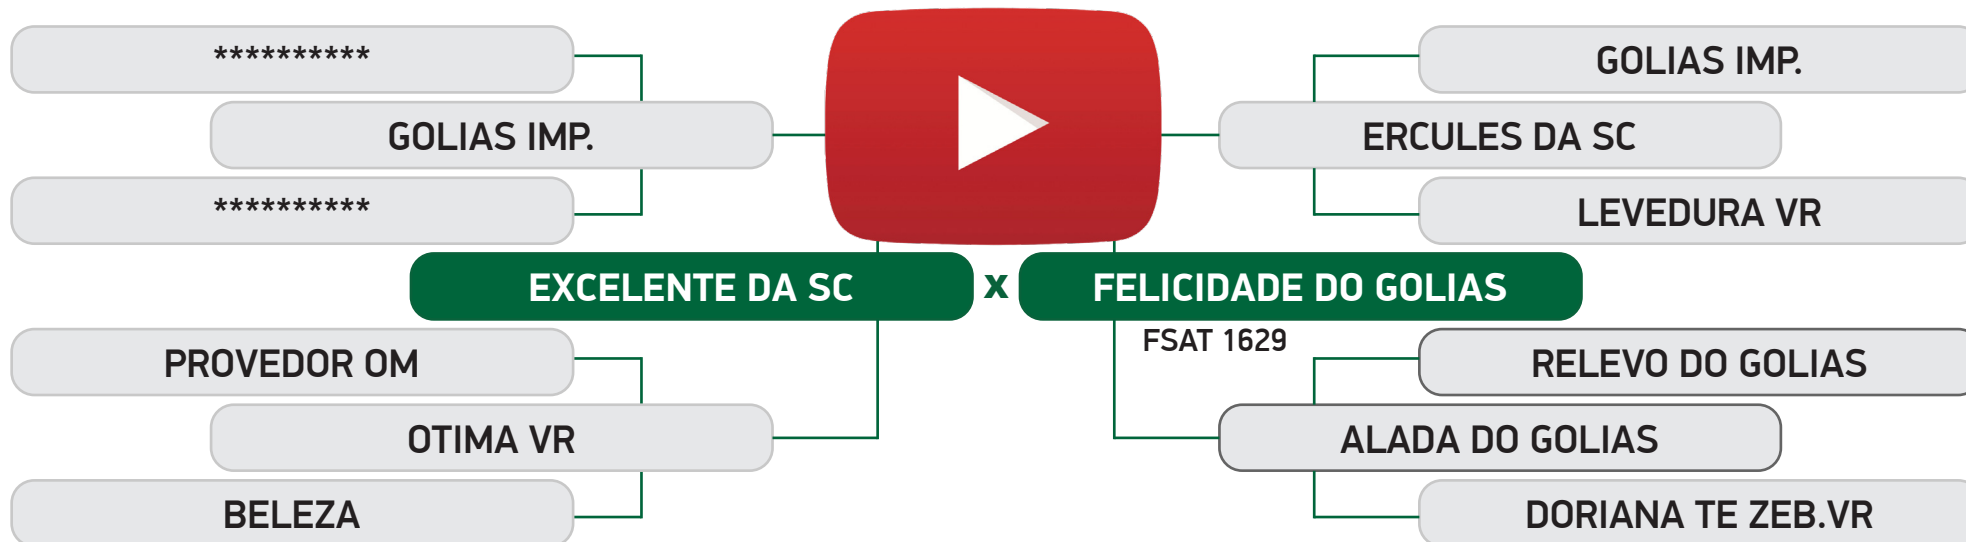 **********
GOLIAS IMP.
**********
GOLIAS IMP.
ERCULES DA SC
LEVEDURA VR
EXCELENTE DA SC x FELICIDADE DO GOLIAS
FSAT 1629
PROVEDOR OM
OTIMA VR
BELEZA
RELEVO DO GOLIAS
ALADA DO GOLIAS
DORIANA TE ZEB.VR